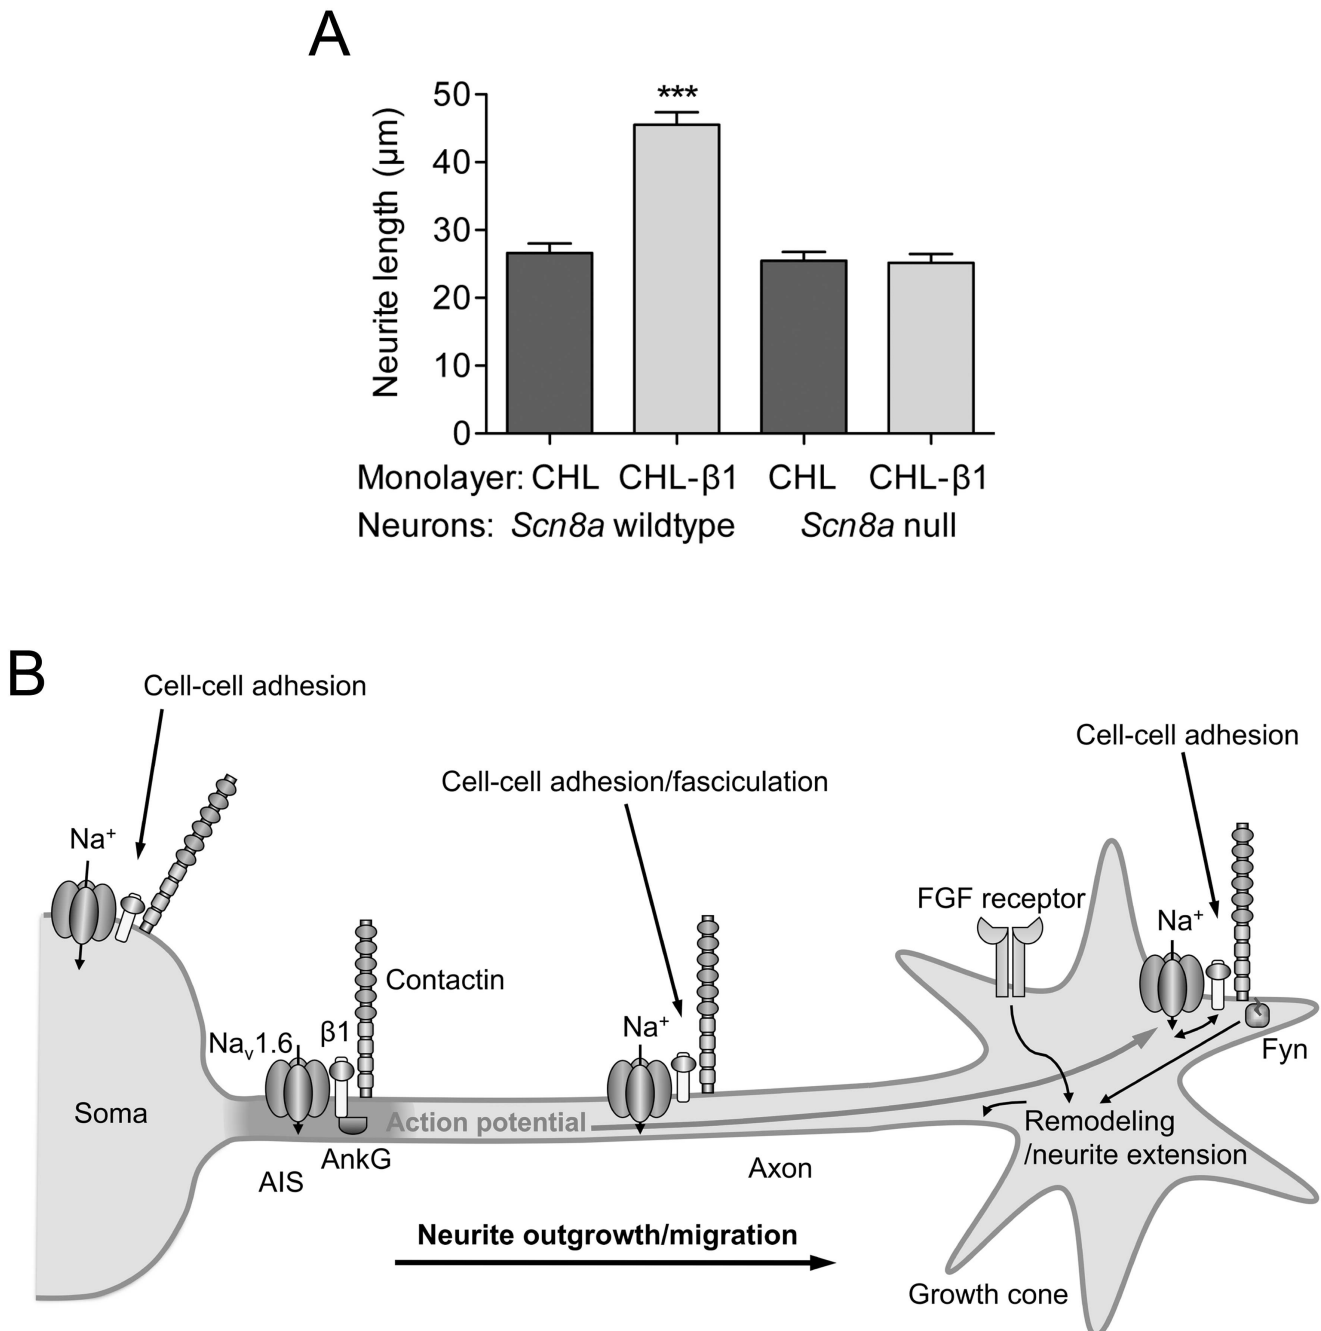 A
***
50
40
30
20
10
0
Neurite length (μm)
Monolayer: CHL CHL-β1 CHL CHL-β1
Neurons: Scn8a wildtype Scn8a null
B
Cell-cell adhesion
Cell-cell adhesion
Cell-cell adhesion/fasciculation
Na+
FGF receptor
Na+
Contactin
Nav1.6
β1
Na+
Fyn
Soma
Action potential
Remodeling
/neurite extension
AnkG
AIS
Axon
Neurite outgrowth/migration
Growth cone